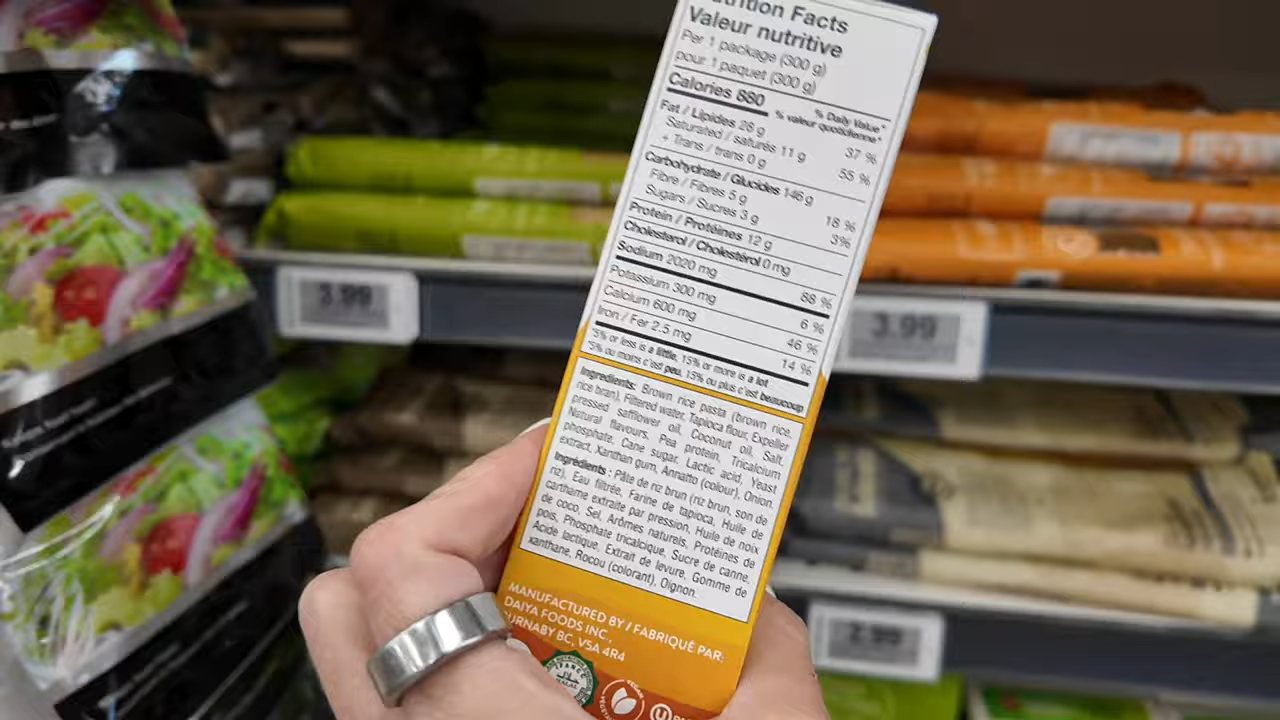 Nutrition Facts
Valeur nutritive
Per 1 package (300 g)
pour 1 paquet (300 g)
Calories 880
% Daily Value*
% valeur quotidienne*
Fat / Lipides 26 g 37 %
Saturated / saturés 11 g
+ Trans / trans 0 g 55 %
Carbohydrate / Glucides 146 g
Fibre / Fibres 5 g 18 %
Sugars / Sucres 3 g 3%
Protein / Protéines 12 g
Cholesterol / Cholestérol 0 mg
Sodium 2020 mg 88 %
Potassium 300 mg 6 %
Calcium 600 mg 46 %
Iron / Fer 2.5 mg 14 %
*5% or less is a little, 15% or more is a lot
*5% ou moins c'est peu, 15% ou plus c'est beaucoup
Ingredients: Brown rice pasta (brown rice,
rice bran), Filtered water, Tapioca flour, Expeller
pressed safflower oil, Coconut oil, Salt,
Natural flavours, Pea protein, Tricalcium
phosphate, Cane sugar, Lactic acid, Yeast
extract, Xanthan gum, Annatto (colour), Onion.
Ingrédients : Pâte de riz brun (riz brun, son de
riz), Eau filtrée, Farine de tapioca, Huile de
carthame extraite par pression, Huile de noix
de coco, Sel, Arômes naturels, Protéines de
pois, Phosphate tricalcique, Sucre de canne,
Acide lactique, Extrait de levure, Gomme de
xanthane, Rocou (colorant), Oignon.
MANUFACTURED BY / FABRIQUÉ PAR:
DAIYA FOODS INC.,
BURNABY BC, V5A 4R4
3.99
3.99
2.99